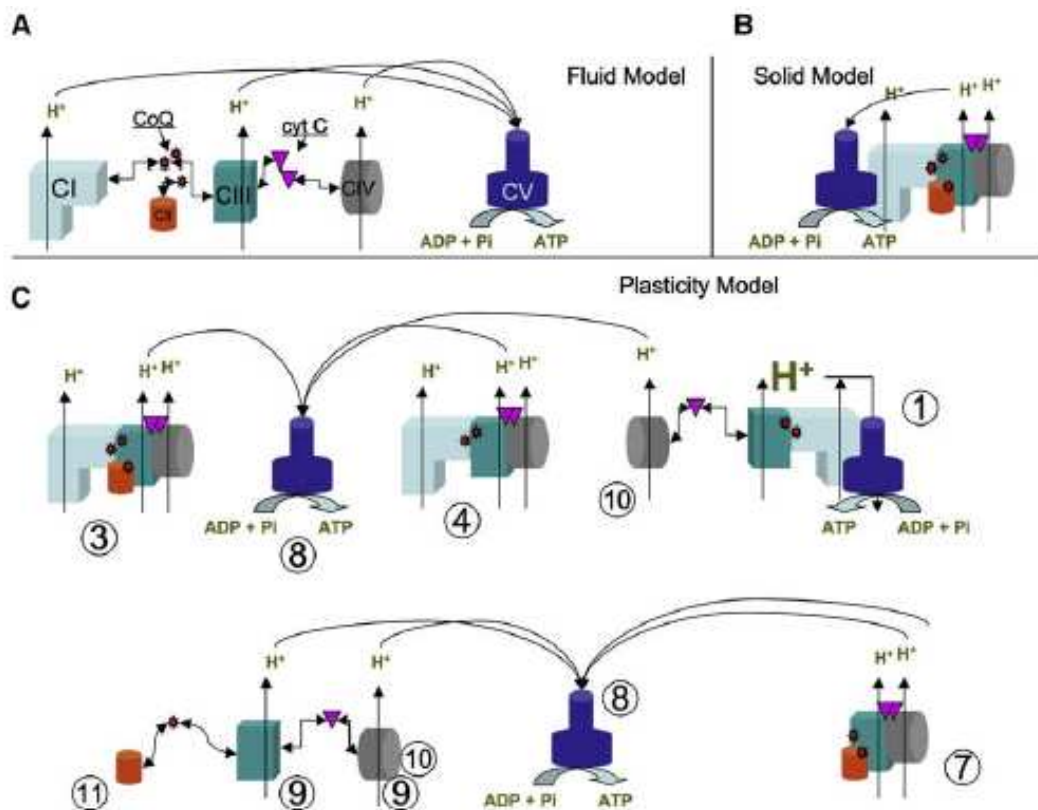 A
B
Fluid Model
Solid Model
H⁺ H⁺ H⁺
H⁺ H⁺ H⁺
CoQ
cyt C
CI
CII
CIII
CIV
CV
ADP + Pi ATP
ADP + Pi ATP
C
Plasticity Model
H⁺ H⁺ H⁺
H⁺ H⁺ H⁺
H⁺
H⁺
1
3
ADP + Pi ATP
8
4
10
ATP ADP + Pi
H⁺ H⁺
H⁺ H⁺
8
11
9
10
9
ADP + Pi ATP
7